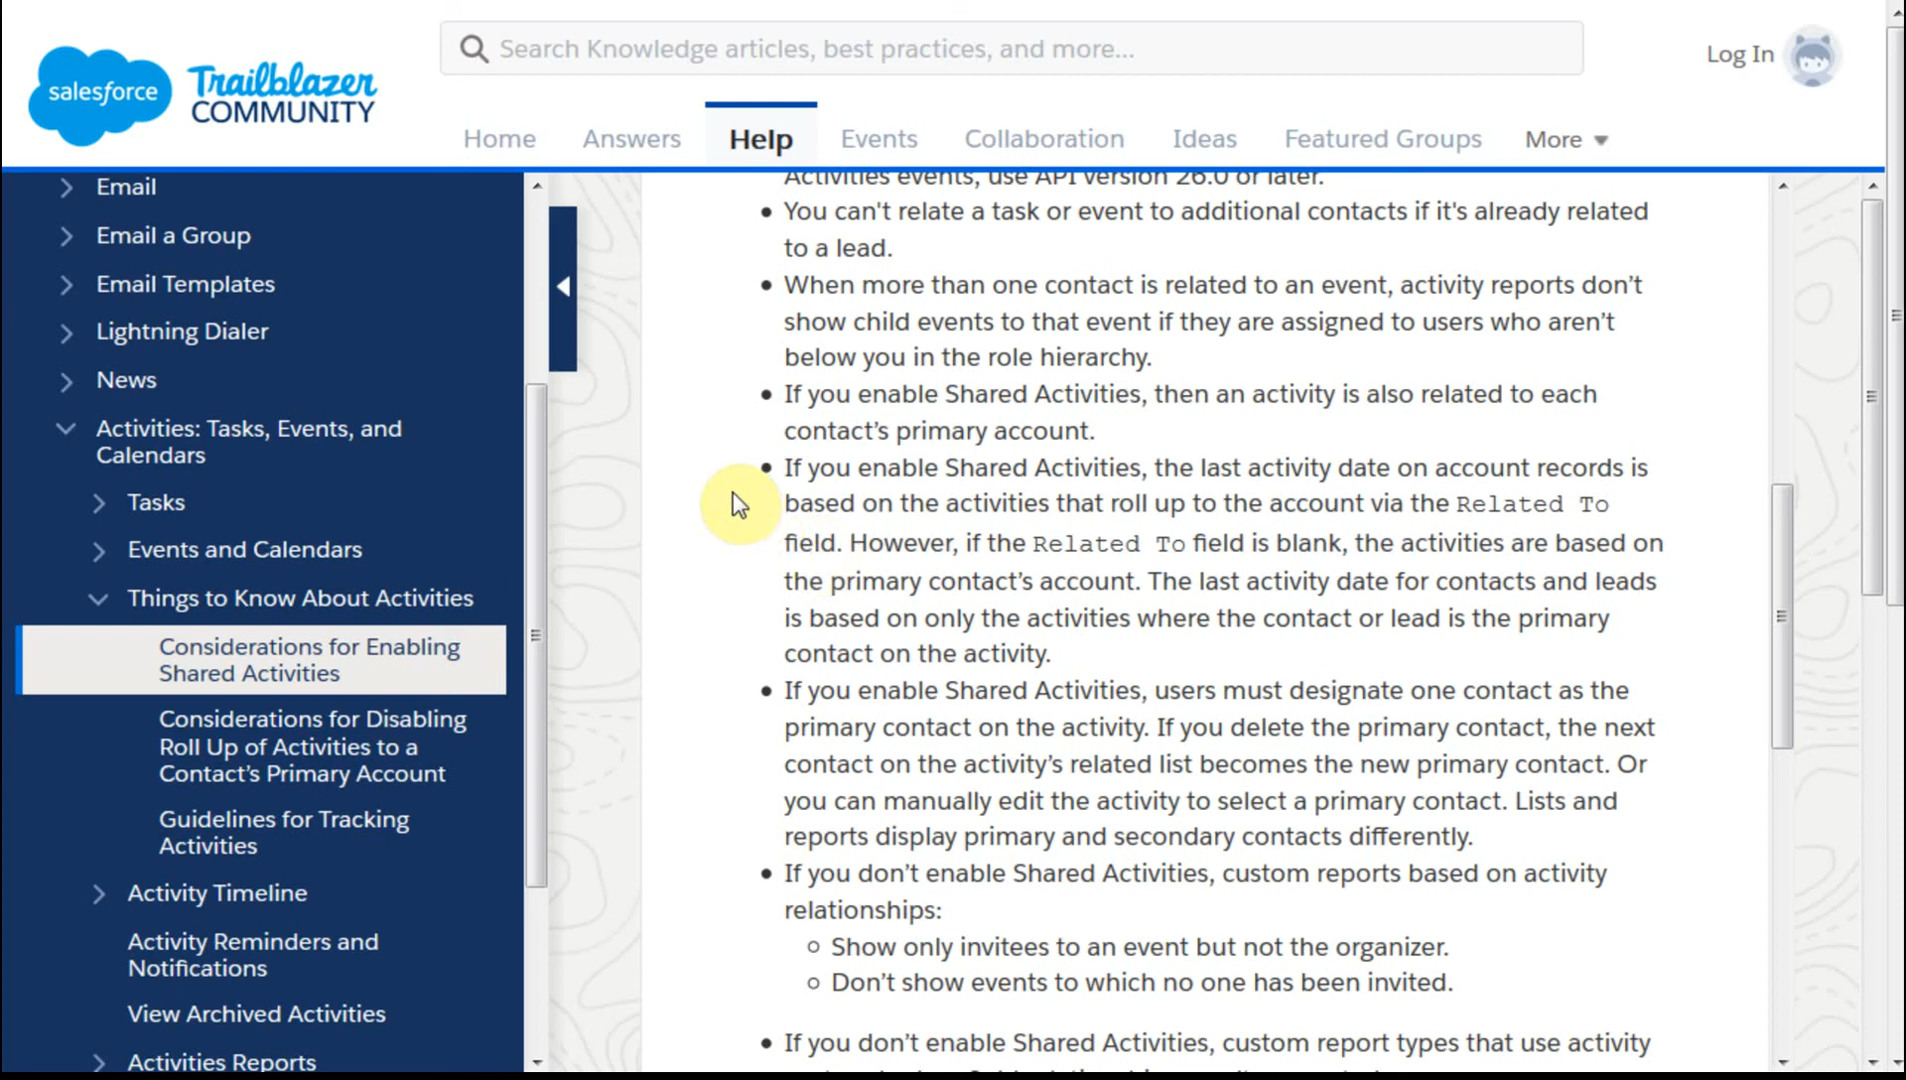 Search Knowledge articles, best practices, and more...
Log In
salesforce
Trailblazer
COMMUNITY
Home
Answers
Help
Events
Collaboration
Ideas
Featured Groups
More
Email
Email a Group
Email Templates
Lightning Dialer
News
Activities: Tasks, Events, and
Calendars
Tasks
Events and Calendars
Things to Know About Activities
Considerations for Enabling
Shared Activities
Considerations for Disabling
Roll Up of Activities to a
Contact's Primary Account
Guidelines for Tracking
Activities
Activity Timeline
Activity Reminders and
Notifications
View Archived Activities
Activities Reports
Activities events, use API version 26.0 or later.
• You can't relate a task or event to additional contacts if it's already related
to a lead.
• When more than one contact is related to an event, activity reports don’t
show child events to that event if they are assigned to users who aren’t
below you in the role hierarchy.
• If you enable Shared Activities, then an activity is also related to each
contact’s primary account.
• If you enable Shared Activities, the last activity date on account records is
based on the activities that roll up to the account via the Related To
field. However, if the Related To field is blank, the activities are based on
the primary contact’s account. The last activity date for contacts and leads
is based on only the activities where the contact or lead is the primary
contact on the activity.
• If you enable Shared Activities, users must designate one contact as the
primary contact on the activity. If you delete the primary contact, the next
contact on the activity’s related list becomes the new primary contact. Or
you can manually edit the activity to select a primary contact. Lists and
reports display primary and secondary contacts differently.
• If you don’t enable Shared Activities, custom reports based on activity
relationships:
○ Show only invitees to an event but not the organizer.
○ Don’t show events to which no one has been invited.
• If you don’t enable Shared Activities, custom report types that use activity